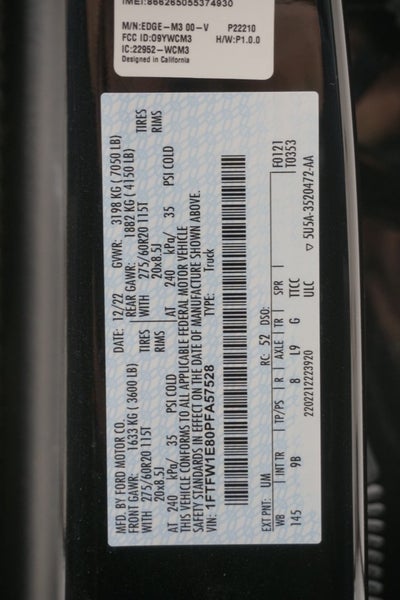 IMEI:866285055374930
M/N:EDGE-M3 00-V P22210
FCC ID:O9YWCM3 H/W:P1.0.0
IC:22952-WCM3
Designed in California
MFD. BY FORD MOTOR CO. DATE: 12/22 GVWR: 3198 KG ( 7050 LB)
FRONT GAWR: 1633 KG ( 3600 LB) REAR GAWR: 1882 KG ( 4150 LB)
WITH 275/60R20 115T TIRES WITH 275/60R20 115T TIRES
20x8.5J RIMS 20x8.5J RIMS
AT 240 kPa/ 35 PSI COLD AT 240 kPa/ 35 PSI COLD
THIS VEHICLE CONFORMS TO ALL APPLICABLE FEDERAL MOTOR VEHICLE
SAFETY STANDARDS IN EFFECT ON THE DATE OF MANUFACTURE SHOWN ABOVE.
VIN: 1FTFW1E80PFA57528 TYPE: Truck
F0121
T0353
EXT PNT: UM RC: 52 DSO:
WB INT TR TP/PS R AXLE TR SPR
145 9B 8 L9 G TTCC
ULC
2202212223920 ▽ 5U5A-3520472-AA